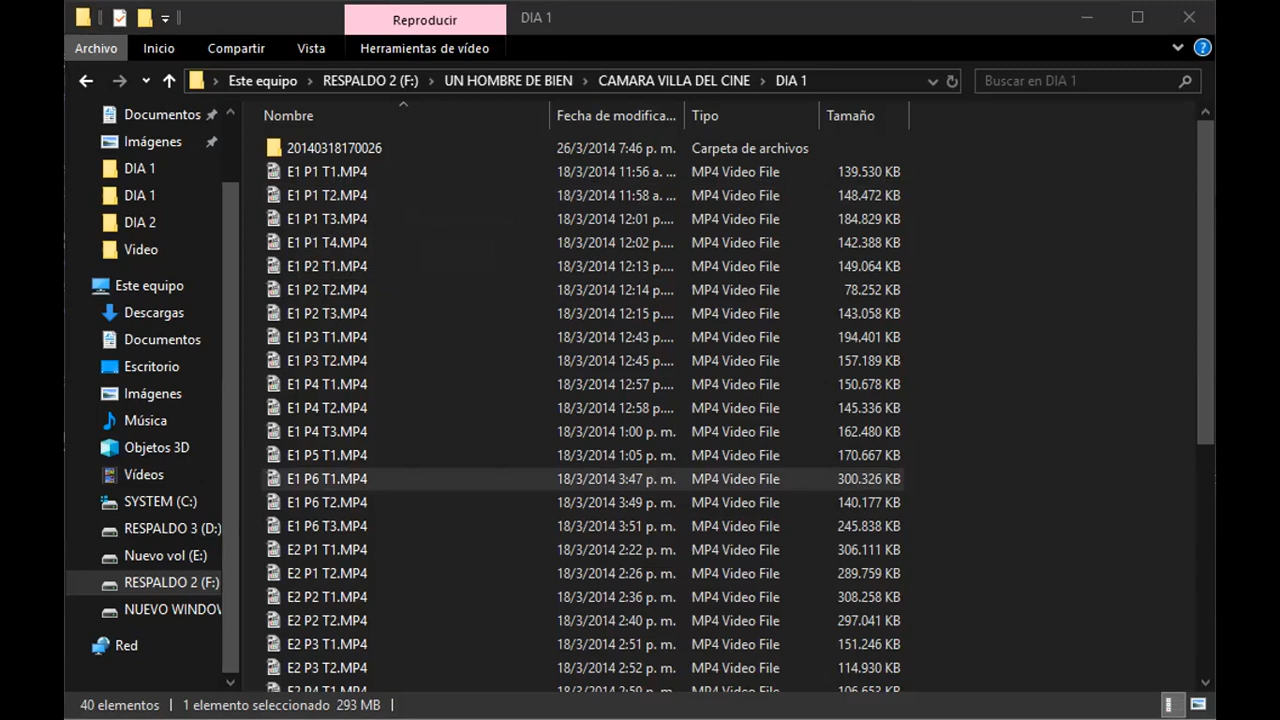 Reproducir
DIA 1
Archivo
Inicio
Compartir
Vista
Herramientas de vídeo
?
Este equipo > RESPALDO 2 (F:) > UN HOMBRE DE BIEN > CAMARA VILLA DEL CINE > DIA 1
Buscar en DIA 1
Documentos
Imágenes
DIA 1
DIA 1
DIA 2
Video
Este equipo
Descargas
Documentos
Escritorio
Imágenes
Música
Objetos 3D
Vídeos
SYSTEM (C:)
RESPALDO 3 (D:)
Nuevo vol (E:)
RESPALDO 2 (F:)
NUEVO WINDOV
Red
Nombre Fecha de modifica... Tipo Tamaño
20140318170026 26/3/2014 7:46 p. m. Carpeta de archivos
E1 P1 T1.MP4 18/3/2014 11:56 a. ... MP4 Video File 139.530 KB
E1 P1 T2.MP4 18/3/2014 11:58 a. ... MP4 Video File 148.472 KB
E1 P1 T3.MP4 18/3/2014 12:01 p.... MP4 Video File 184.829 KB
E1 P1 T4.MP4 18/3/2014 12:02 p.... MP4 Video File 142.388 KB
E1 P2 T1.MP4 18/3/2014 12:13 p.... MP4 Video File 149.064 KB
E1 P2 T2.MP4 18/3/2014 12:14 p.... MP4 Video File 78.252 KB
E1 P2 T3.MP4 18/3/2014 12:15 p.... MP4 Video File 143.058 KB
E1 P3 T1.MP4 18/3/2014 12:43 p.... MP4 Video File 194.401 KB
E1 P3 T2.MP4 18/3/2014 12:45 p.... MP4 Video File 157.189 KB
E1 P4 T1.MP4 18/3/2014 12:57 p.... MP4 Video File 150.678 KB
E1 P4 T2.MP4 18/3/2014 12:58 p.... MP4 Video File 145.336 KB
E1 P4 T3.MP4 18/3/2014 1:00 p. m. MP4 Video File 162.480 KB
E1 P5 T1.MP4 18/3/2014 1:05 p. m. MP4 Video File 170.667 KB
E1 P6 T1.MP4 18/3/2014 3:47 p. m. MP4 Video File 300.326 KB
E1 P6 T2.MP4 18/3/2014 3:49 p. m. MP4 Video File 140.177 KB
E1 P6 T3.MP4 18/3/2014 3:51 p. m. MP4 Video File 245.838 KB
E2 P1 T1.MP4 18/3/2014 2:22 p. m. MP4 Video File 306.111 KB
E2 P1 T2.MP4 18/3/2014 2:26 p. m. MP4 Video File 289.759 KB
E2 P2 T1.MP4 18/3/2014 2:36 p. m. MP4 Video File 308.258 KB
E2 P2 T2.MP4 18/3/2014 2:40 p. m. MP4 Video File 297.041 KB
E2 P3 T1.MP4 18/3/2014 2:51 p. m. MP4 Video File 151.246 KB
E2 P3 T2.MP4 18/3/2014 2:52 p. m. MP4 Video File 114.930 KB
E2 P4 T1.MP4 18/3/2014 2:59 p. m. MP4 Video File 106.653 KB
40 elementos | 1 elemento seleccionado 293 MB |